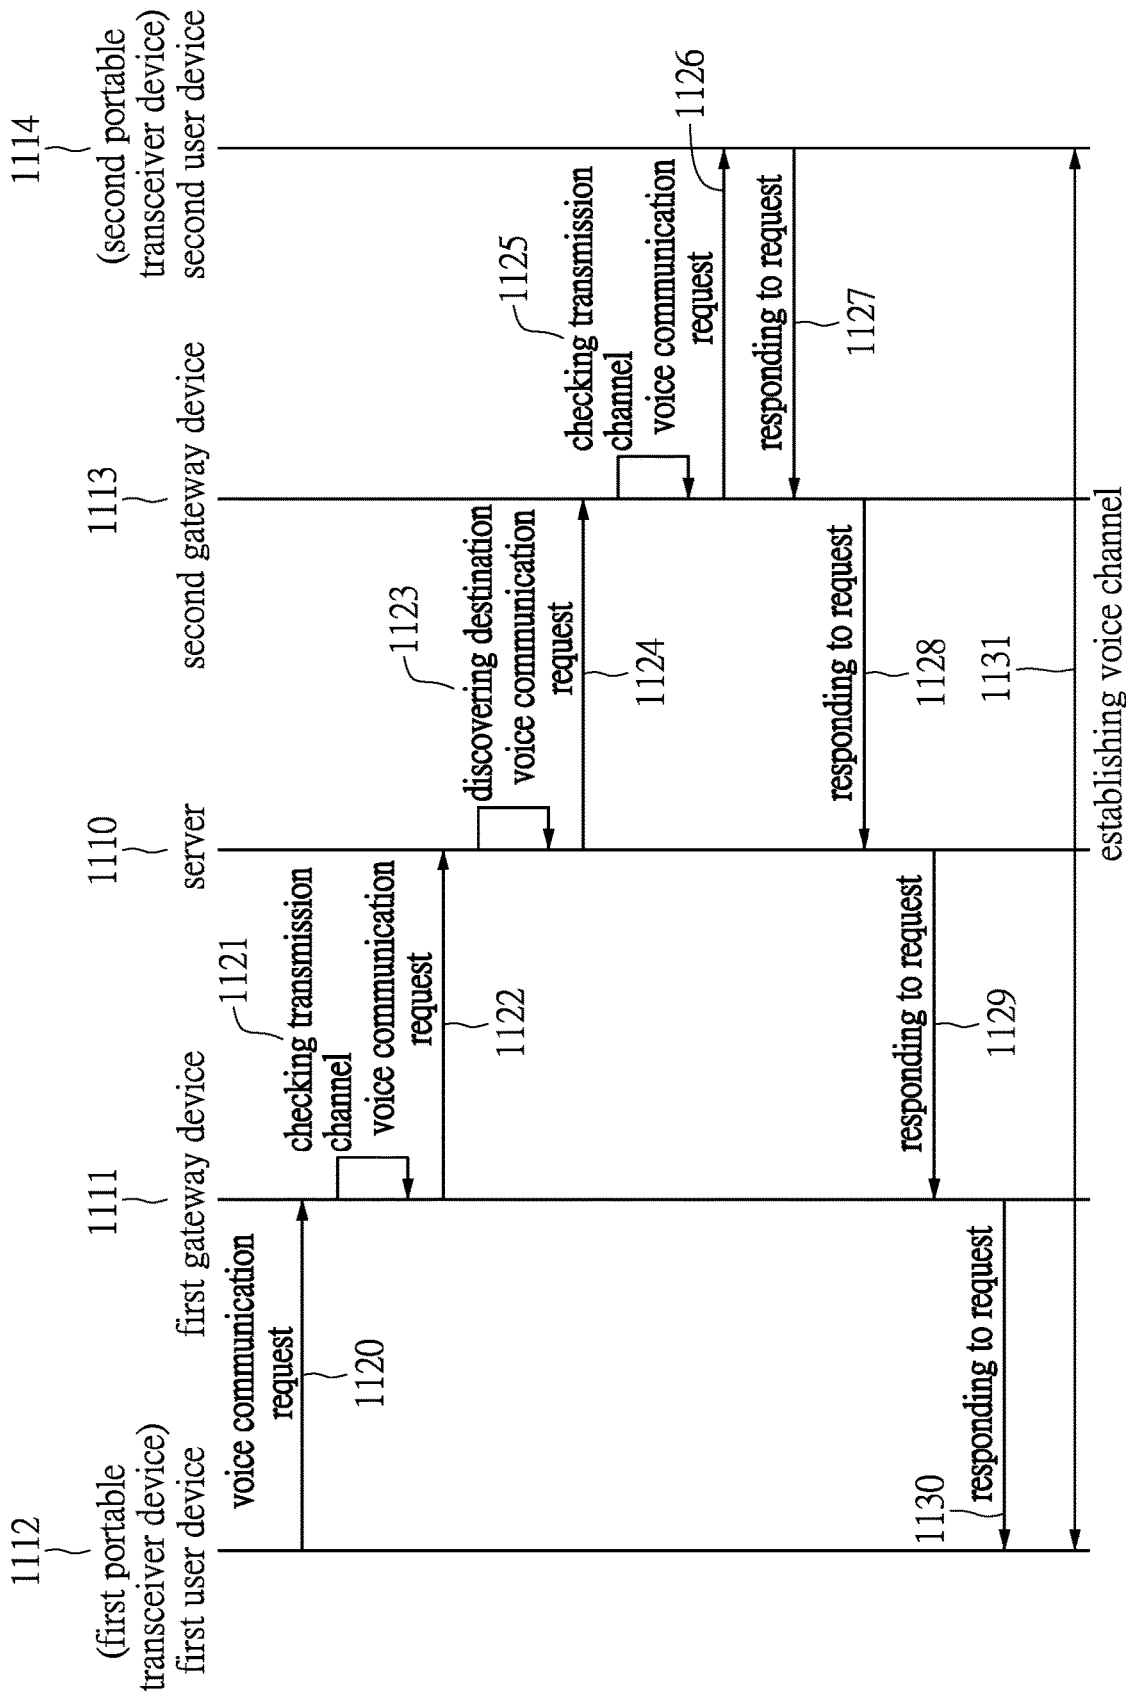 1112
(first portable
transceiver device)
first user device
1111
first gateway device
1110
server
1113
second gateway device
1114
(second portable
transceiver device)
second user device
voice communication
request
1120
1121
checking transmission
channel
voice communication
request
1122
1123
discovering destination
voice communication
request
1124
1125
checking transmission
channel
voice communication
request
1126
responding to request
1127
responding to request
1128
responding to request
1129
1130
responding to request
1131
establishing voice channel